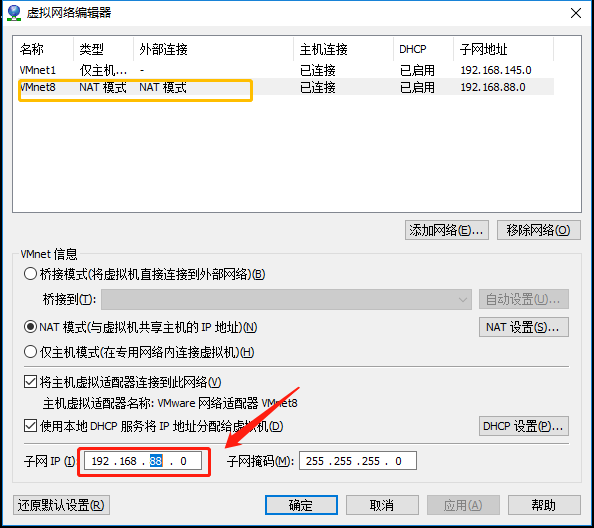 虚拟网络编辑器
名称 类型 外部连接 主机连接 DHCP 子网地址
VMnet1 仅主机... - 已连接 已启用 192.168.145.0
VMnet8 NAT 模式 NAT 模式 已连接 已启用 192.168.88.0
添加网络(E)... 移除网络(O)
VMnet 信息
桥接模式(将虚拟机直接连接到外部网络)(B)
桥接到(T): 自动设置(U)...
NAT 模式(与虚拟机共享主机的 IP 地址)(N) NAT 设置(S)...
仅主机模式(在专用网络内连接虚拟机)(H)
将主机虚拟适配器连接到此网络(V)
主机虚拟适配器名称: VMware 网络适配器 VMnet8
使用本地 DHCP 服务将 IP 地址分配给虚拟机(D) DHCP 设置(P)...
子网 IP (I): 192 .168 . 88 . 0 子网掩码(M): 255 .255 .255 . 0
还原默认设置(R) 确定 取消 应用(A) 帮助